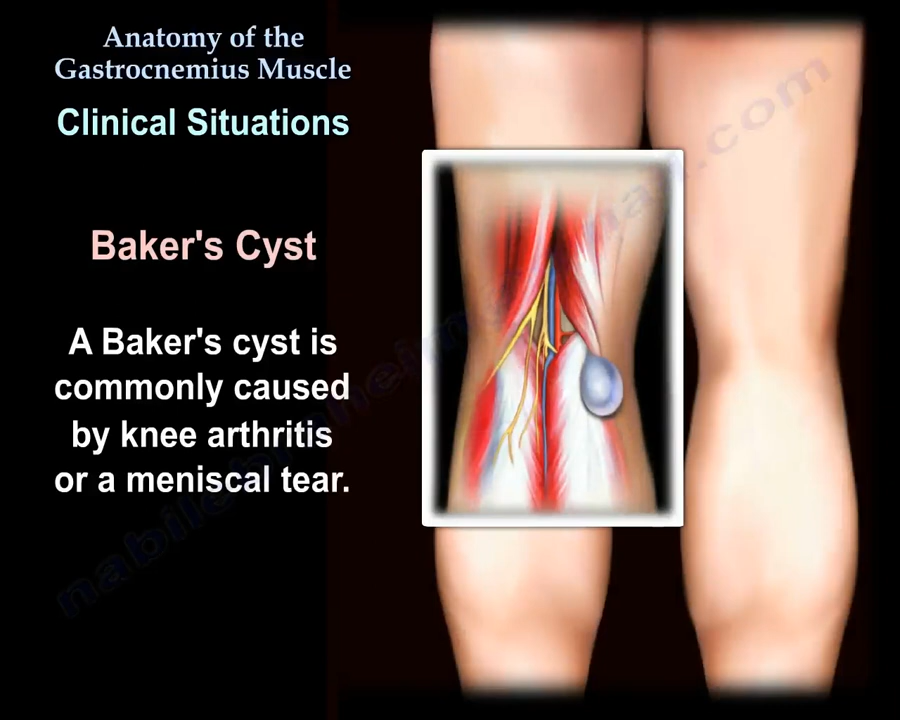 Anatomy of the
Gastrocnemius Muscle
Clinical Situations
Baker's Cyst
A Baker's cyst is
commonly caused
by knee arthritis
or a meniscal tear.